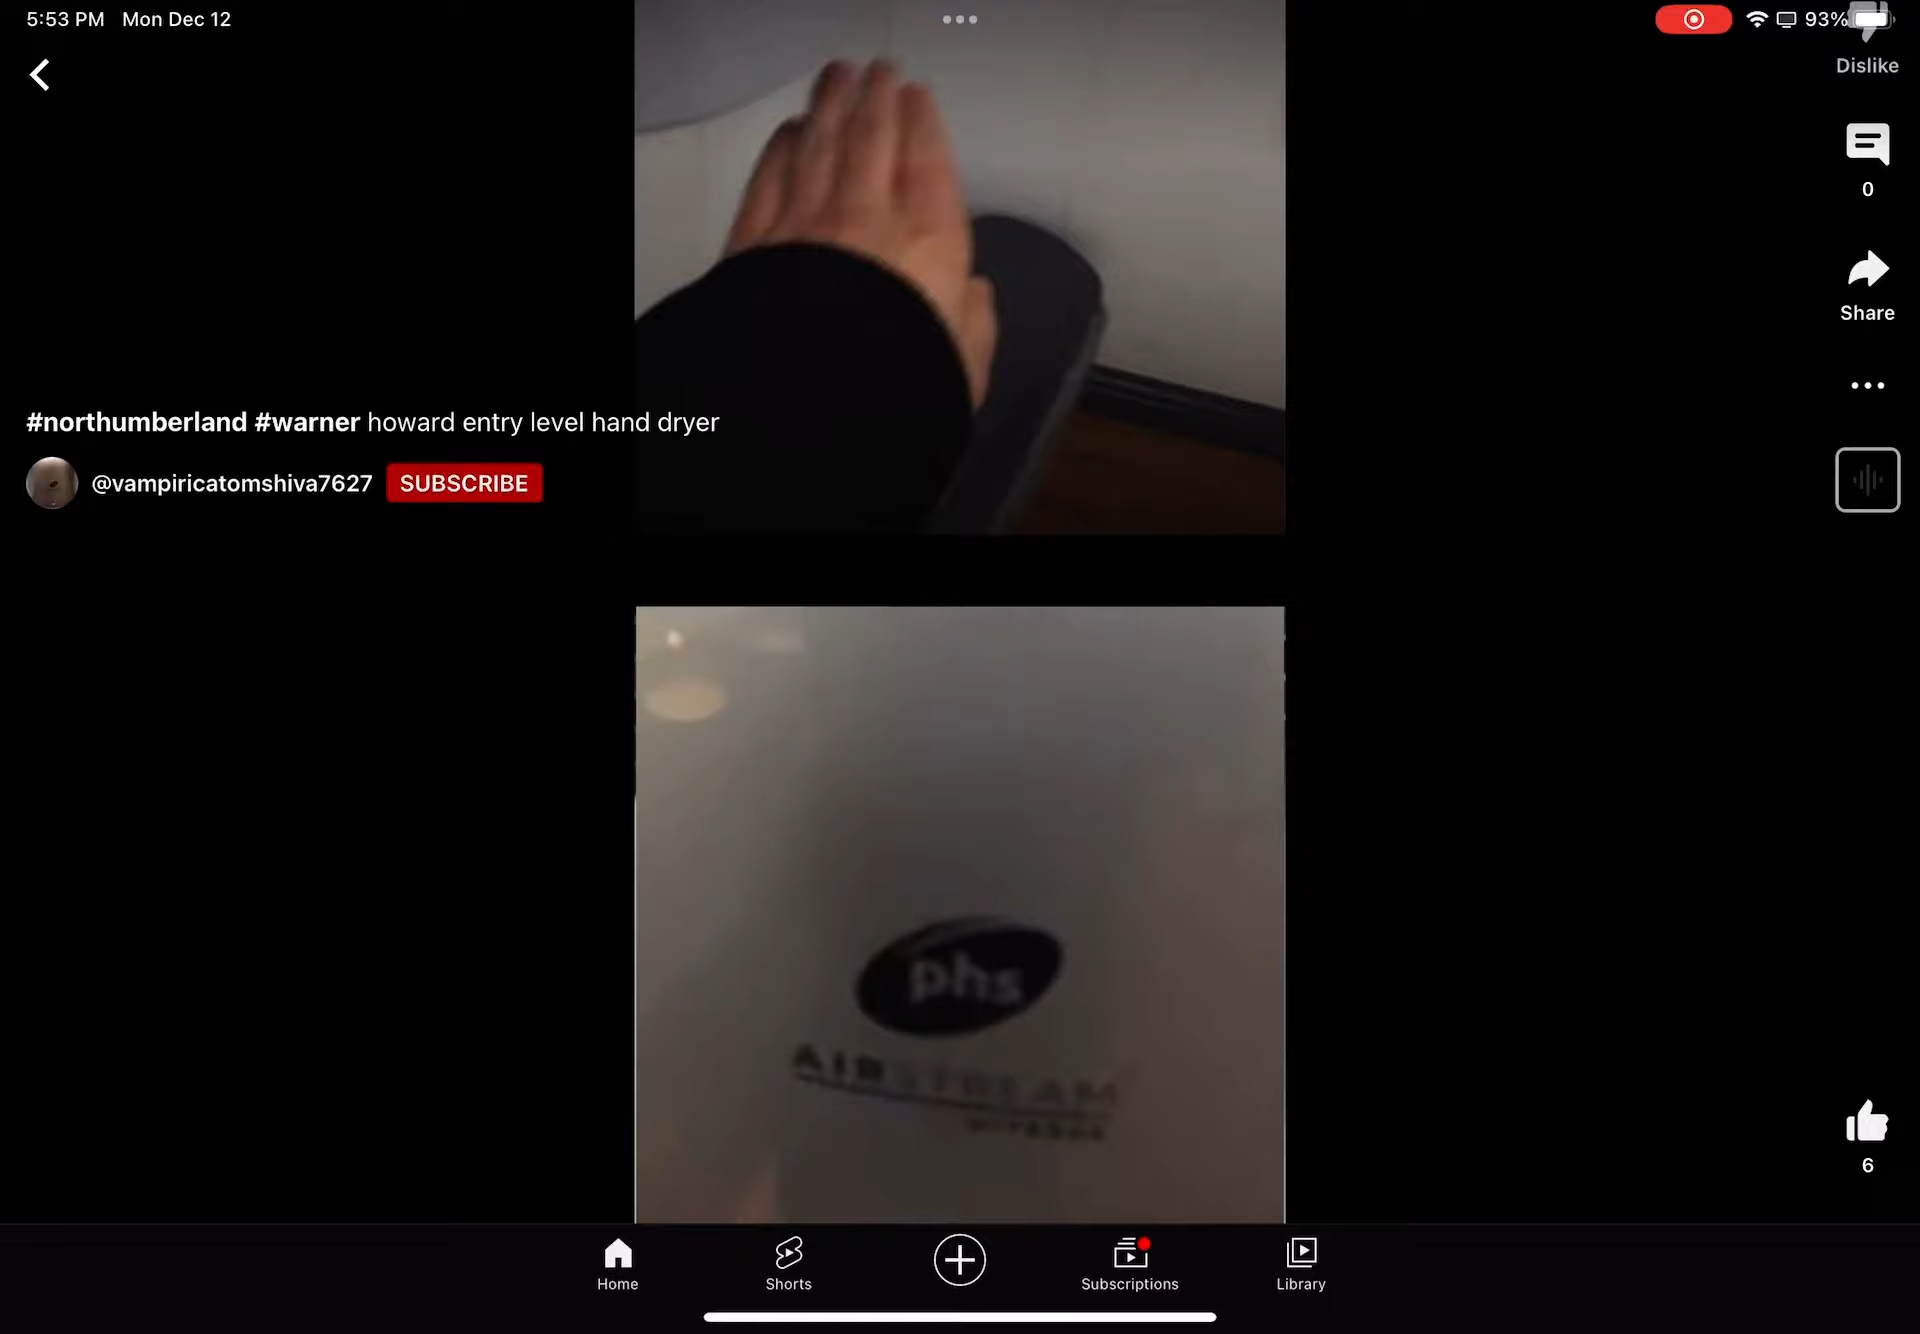 5:53 PM Mon Dec 12
93%
Dislike
0
Share
#northumberland #warner howard entry level hand dryer
@vampiricatomshiva7627 SUBSCRIBE
phs
AIRSTREAM
6
Home Shorts Subscriptions Library